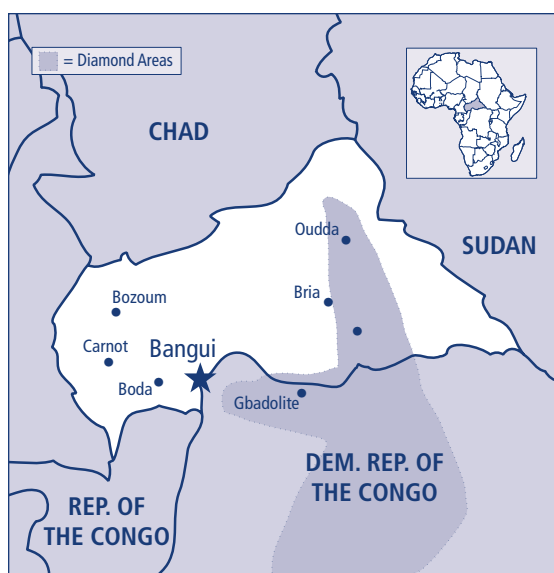 = Diamond Areas
CHAD
Oudda
SUDAN
Bria
Bozoum
Carnot
Bangui
Boda
Gbadolite
DEM. REP. OF
THE CONGO
REP. OF
THE CONGO